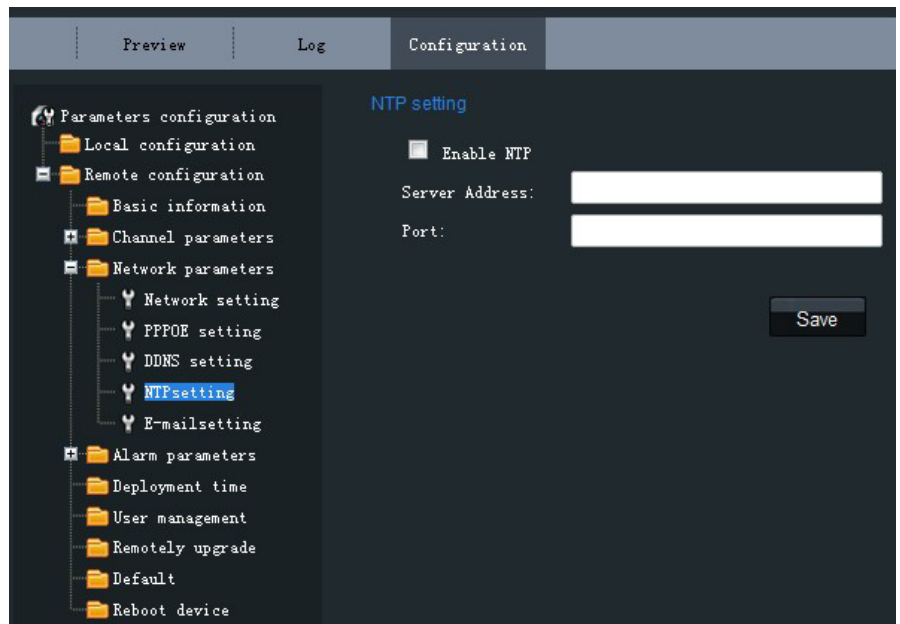 Preview Log Configuration
Parameters configuration
Local configuration
Remote configuration
Basic information
Channel parameters
Network parameters
Network setting
PPPOE setting
DDNS setting
NTPsetting
E-mailsetting
Alarm parameters
Deployment time
User management
Remotely upgrade
Default
Reboot device
NTP setting
Enable NTP
Server Address:
Port:
Save